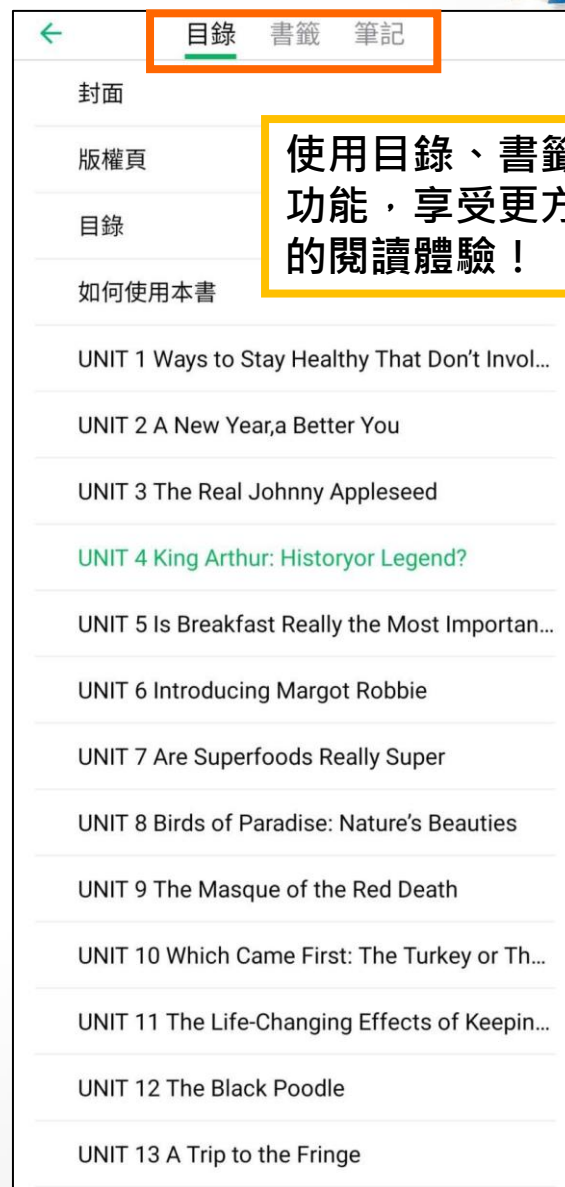 目錄 書籤 筆記
封面
版權頁
目錄
如何使用本書
使用目錄、書籤
功能，享受更方
的閱讀體驗！
UNIT 1 Ways to Stay Healthy That Don’t Invol...
UNIT 2 A New Year,a Better You
UNIT 3 The Real Johnny Appleseed
UNIT 4 King Arthur: Historyor Legend?
UNIT 5 Is Breakfast Really the Most Importan...
UNIT 6 Introducing Margot Robbie
UNIT 7 Are Superfoods Really Super
UNIT 8 Birds of Paradise: Nature’s Beauties
UNIT 9 The Masque of the Red Death
UNIT 10 Which Came First: The Turkey or Th...
UNIT 11 The Life-Changing Effects of Keepin...
UNIT 12 The Black Poodle
UNIT 13 A Trip to the Fringe